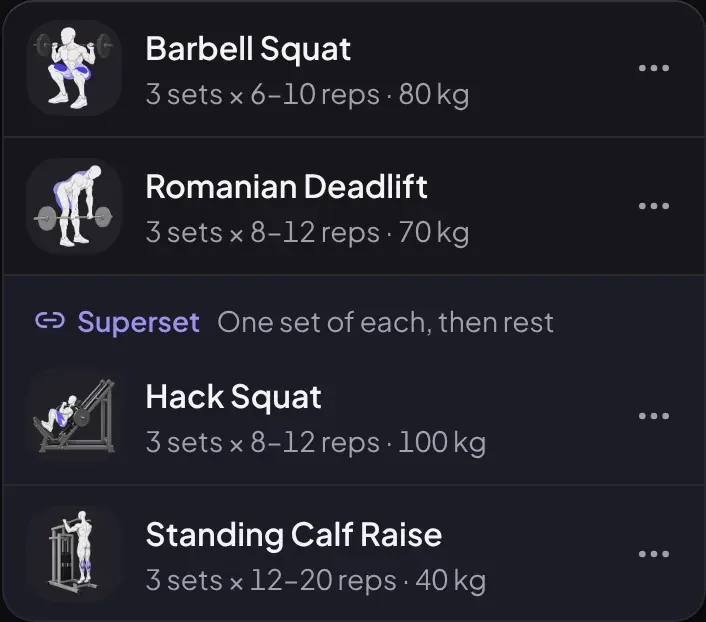 Barbell Squat
3 sets × 6–10 reps · 80 kg
Romanian Deadlift
3 sets × 8–12 reps · 70 kg
Superset One set of each, then rest
Hack Squat
3 sets × 8–12 reps · 100 kg
Standing Calf Raise
3 sets × 12–20 reps · 40 kg